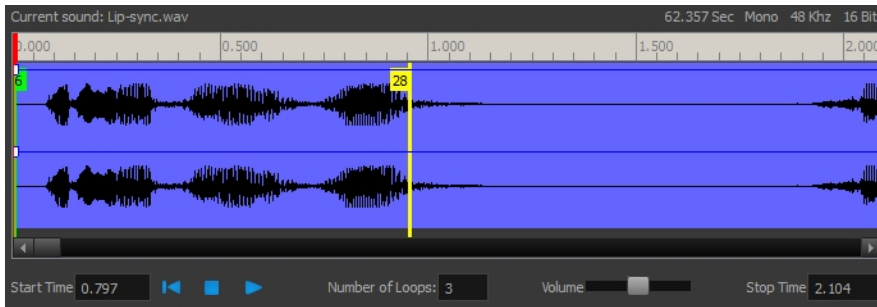 Current sound: Lip-sync.wav 62.357 Sec Mono 48 Khz 16 Bit
0.000 0.500 1.000 1.500 2.000
6 28
Start Time 0.797 Number of Loops: 3 Volume Stop Time 2.104